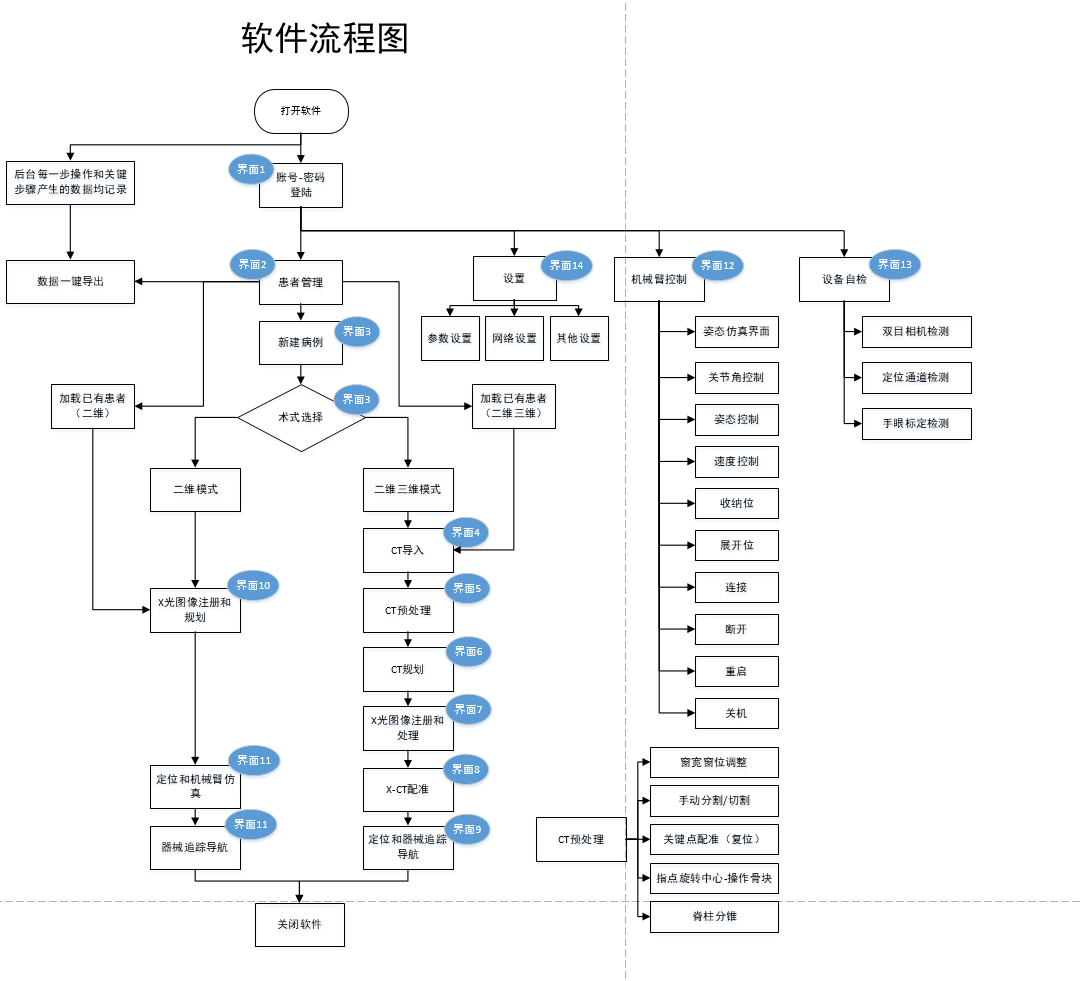 软件流程图
打开软件
后台每一步操作和关键
步骤产生的数据均记录
界面1
账号-密码
登陆
数据一键导出
界面2
患者管理
设置
界面14
机械臂控制
界面12
设备自检
界面13
新建病例
界面3
参数设置
网络设置
其他设置
姿态仿真界面
双目相机检测
关节角控制
定位通道检测
加载已有患者
（二维）
术式选择
界面3
加载已有患者
（二维三维）
姿态控制
手眼标定检测
速度控制
二维模式
二维三维模式
收纳位
CT导入
界面4
展开位
X光图像注册和
规划
界面10
CT预处理
界面5
连接
断开
CT规划
界面6
重启
X光图像注册和
处理
界面7
关机
定位和机械臂仿
真
界面11
X-CT配准
界面8
窗宽窗位调整
手动分割/切割
器械追踪导航
界面11
定位和器械追踪
导航
界面9
CT预处理
关键点配准（复位）
指点旋转中心-操作骨块
关闭软件
脊柱分锥